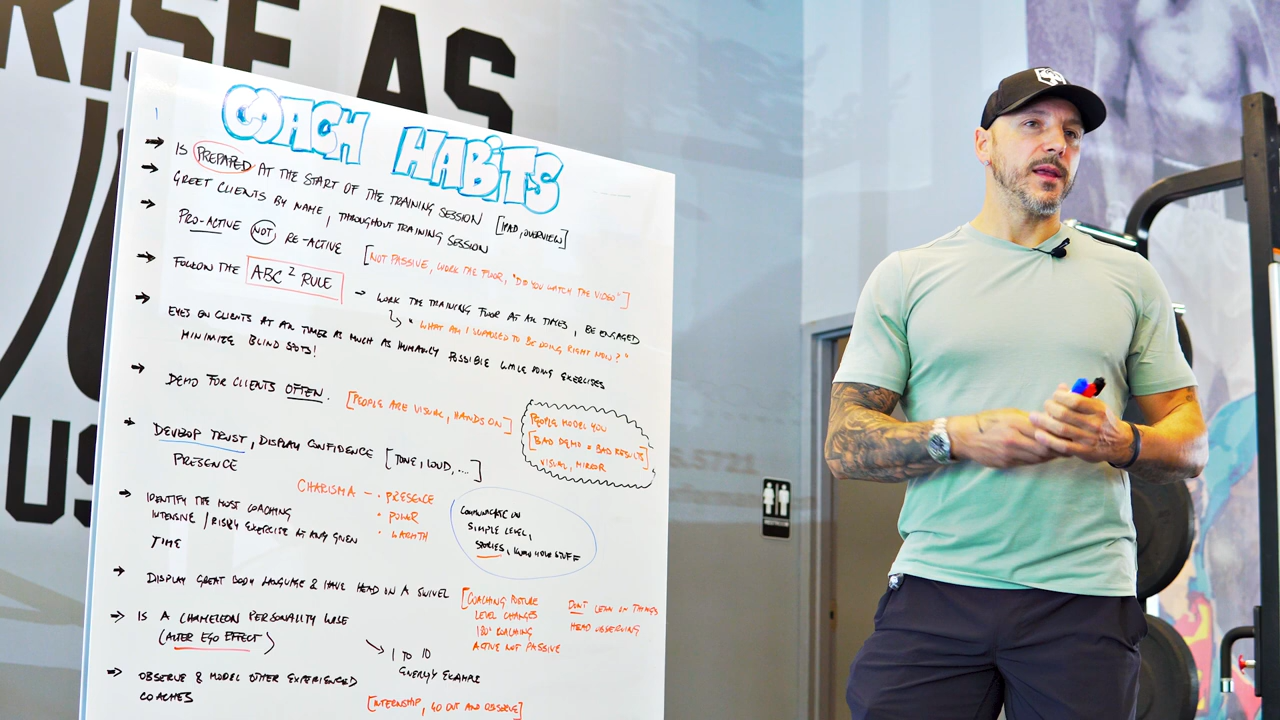 RISE AS
US
COACH HABITS
→ IS PREPARED AT THE START OF THE TRAINING SESSION [READ, OVERVIEW]
→ GREET CLIENTS BY NAME, THROUGHOUT TRAINING SESSION
→ PRO-ACTIVE NOT RE-ACTIVE [NOT PASSIVE, WORK THE FLOOR, "DO YOU WATCH THE VIDEO"]
→ FOLLOW THE ABC² RULE → WORK THE TRAINING FLOOR AT ALL TIMES, BE ENGAGED
↳ "WHAT AM I SUPPOSED TO BE DOING RIGHT NOW?"
→ EYES ON CLIENTS AT ALL TIMES AS MUCH AS HUMANLY POSSIBLE WHILE DOING EXERCISES
MINIMIZE BLIND SPOTS!
→ DEMO FOR CLIENTS OFTEN. [PEOPLE ARE VISUAL, HANDS ON]
PEOPLE MODEL YOU
[BAD DEMO = BAD RESULTS]
VISUAL, MIRROR
→ DEVELOP TRUST, DISPLAY CONFIDENCE [TONE, LOUD, ....]
PRESENCE
CHARISMA - • PRESENCE
• POWER
• WARMTH
COMMUNICATE ON
SIMPLE LEVEL,
STORIES, KNOW YOUR STUFF
→ IDENTIFY THE MOST COACHING
INTENSIVE / RISKY EXERCISE AT ANY GIVEN
TIME
→ DISPLAY GREAT BODY LANGUAGE & HAVE HEAD IN A SWIVEL
[COACHING POSTURE
LEVEL CHANGES
180° COACHING
ACTIVE NOT PASSIVE
DON'T LEAN ON THINGS
HEAD OBSERVING
→ IS A CHAMELEON PERSONALITY WISE
(ALTER EGO EFFECT)
→ 1 TO 10
ENERGY EXAMPLE
→ OBSERVE & MODEL OTHER EXPERIENCED
COACHES
[INTERNSHIP, GO OUT AND OBSERVE]
.5721
RESTROOM